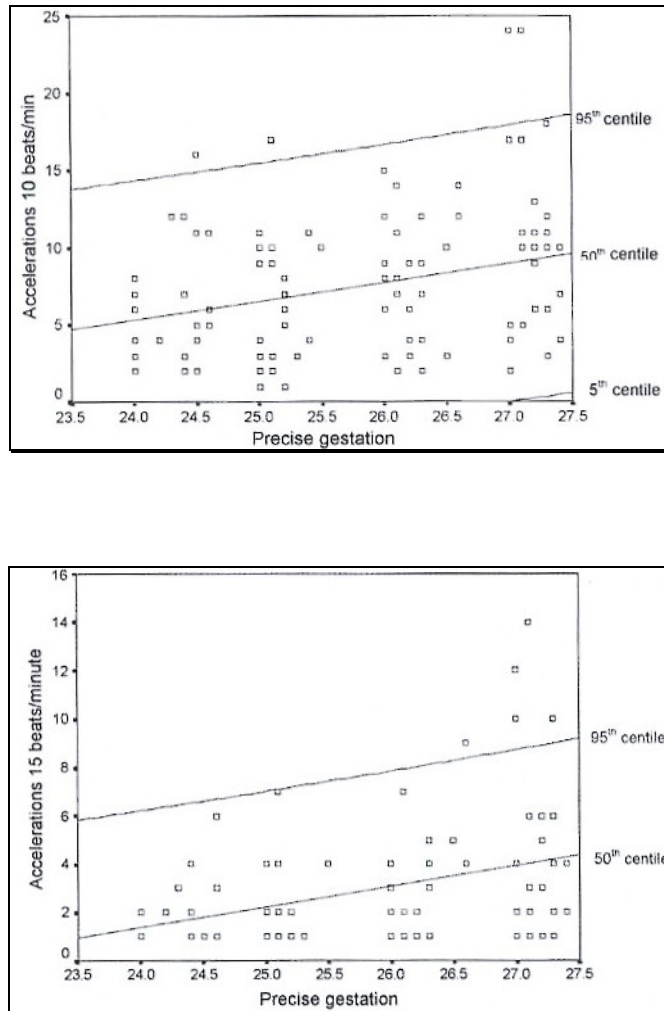 25
20
15
10
5
0
Accelerations 10 beats/min
95th centile
50th centile
5th centile
23.5 24.0 24.5 25.0 25.5 26.0 26.5 27.0 27.5
Precise gestation
16
14
12
10
8
6
4
2
0
Accelerations 15 beats/minute
95th centile
50th centile
23.5 24.0 24.5 25.0 25.5 26.0 26.5 27.0 27.5
Precise gestation